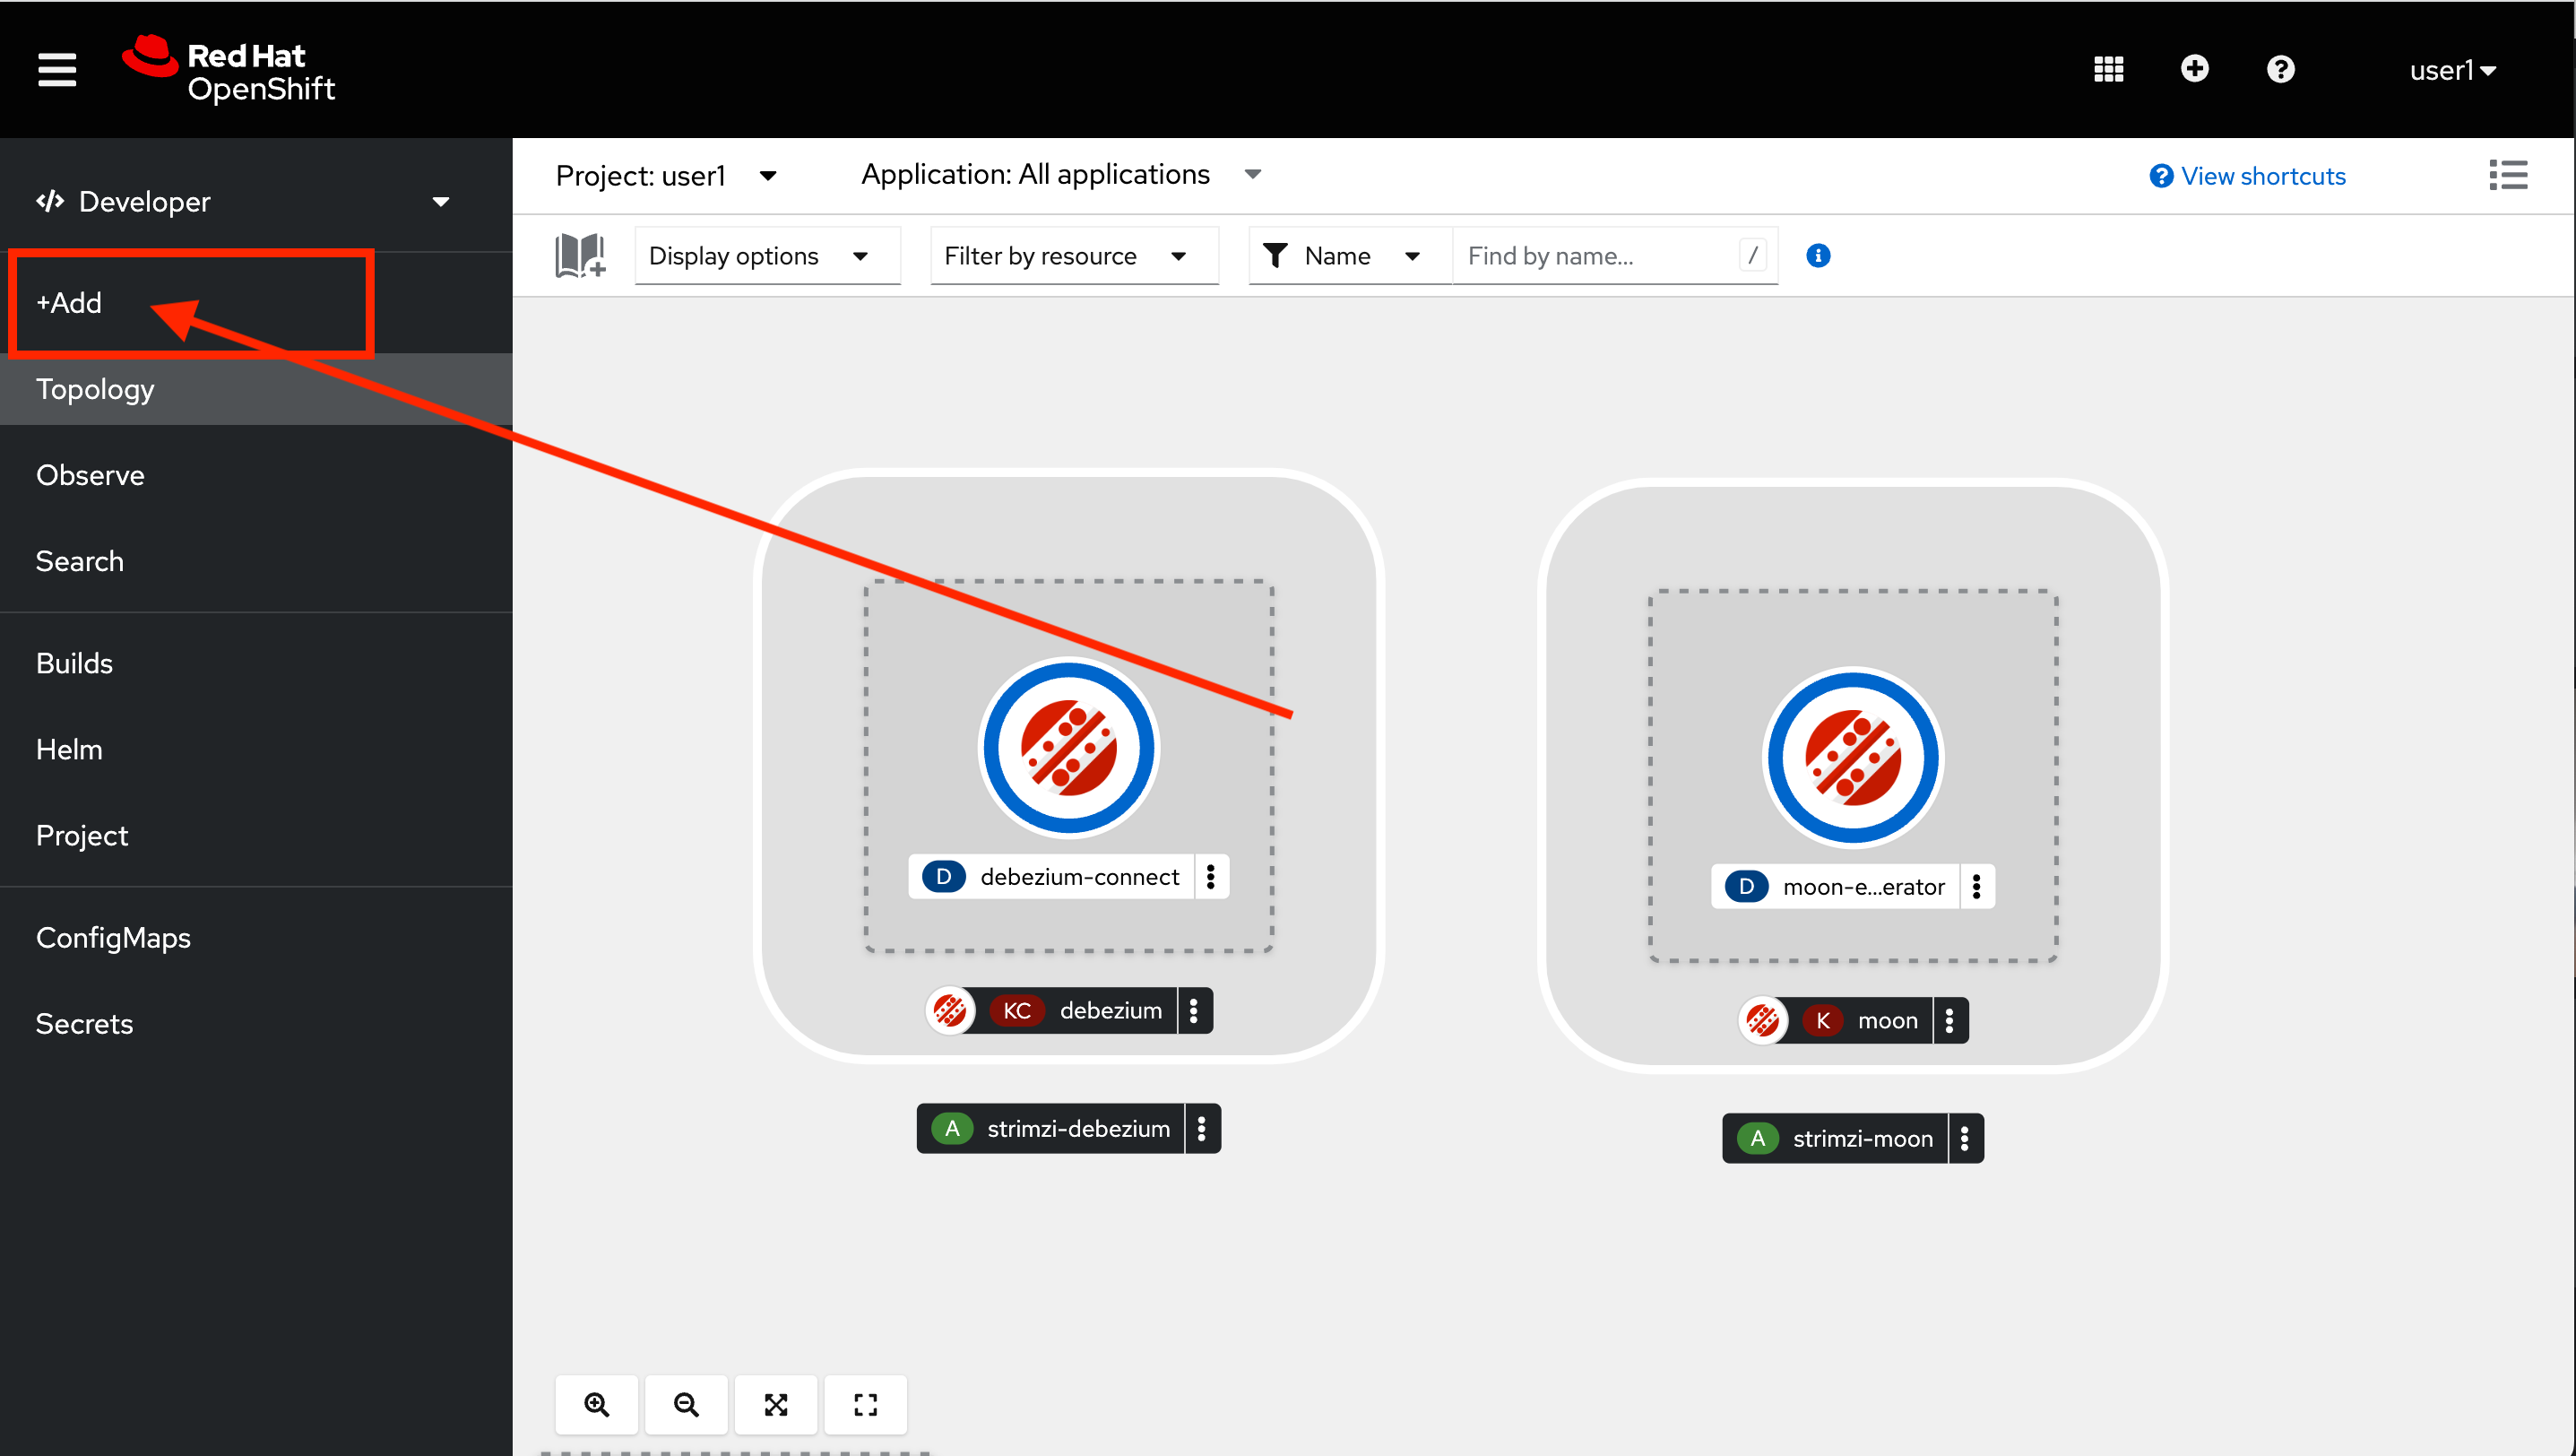 Red Hat
OpenShift
user1
Developer
+Add
Topology
Observe
Search
Builds
Helm
Project
ConfigMaps
Secrets
Project: user1
Application: All applications
View shortcuts
Display options
Filter by resource
Name
Find by name...
/
D debezium-connect
KC debezium
A strimzi-debezium
D moon-e...erator
K moon
A strimzi-moon